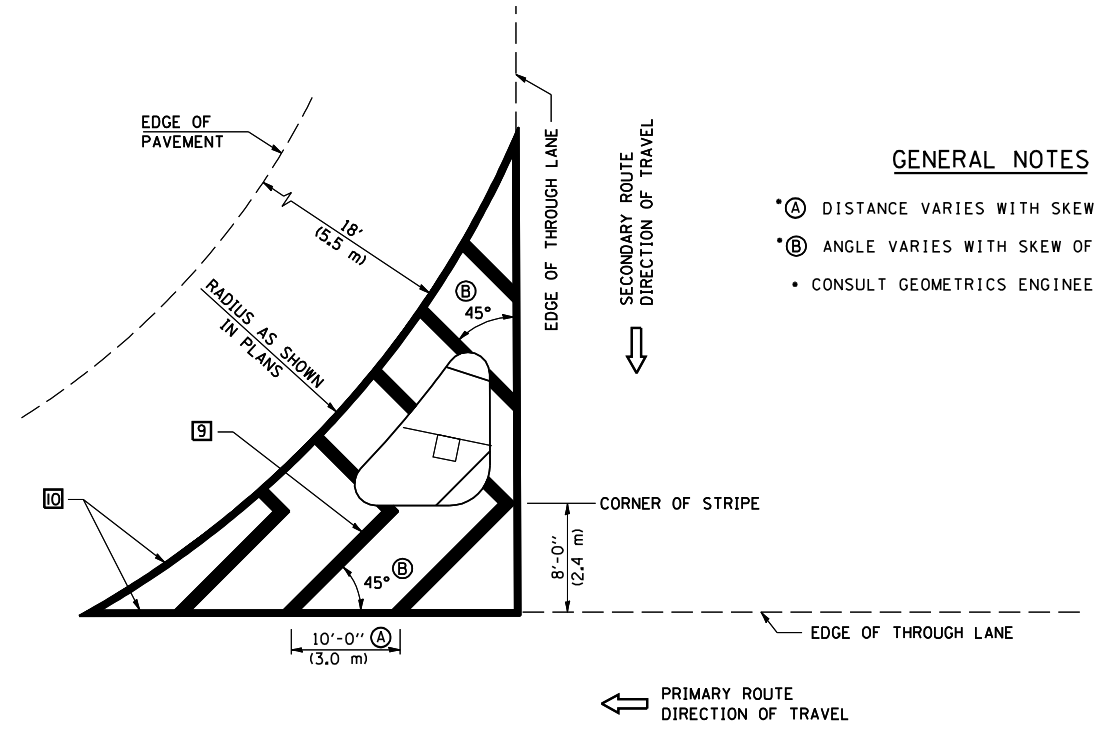 EDGE OF
PAVEMENT
18'
(5.5 m)
RADIUS AS SHOWN
IN PLANS
EDGE OF THROUGH LANE
SECONDARY ROUTE
DIRECTION OF TRAVEL
GENERAL NOTES
*Ⓐ DISTANCE VARIES WITH SKEW
*Ⓑ ANGLE VARIES WITH SKEW OF
• CONSULT GEOMETRICS ENGINEE
Ⓑ
45°
9
10
CORNER OF STRIPE
8'-0"
(2.4 m)
45° Ⓑ
10'-0" Ⓐ
(3.0 m)
EDGE OF THROUGH LANE
PRIMARY ROUTE
DIRECTION OF TRAVEL